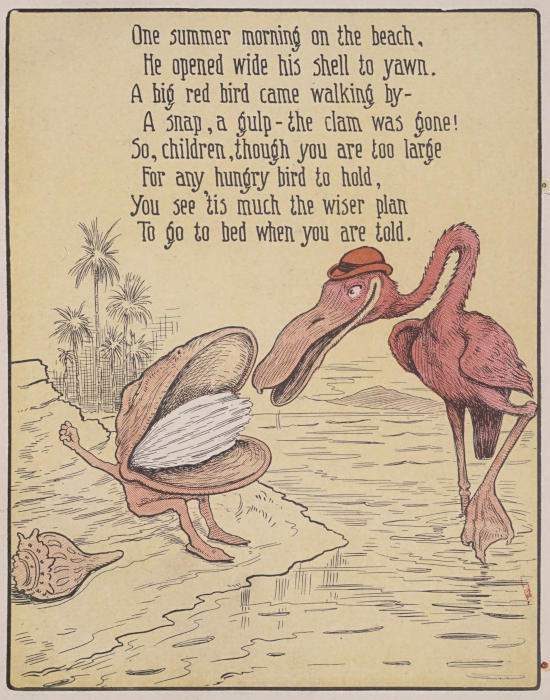 One summer morning on the beach,
He opened wide his shell to yawn.
A big red bird came walking by-
A snap, a gulp - the clam was gone!
So, children, though you are too large
For any hungry bird to hold,
You see 'tis much the wiser plan
To go to bed when you are told.